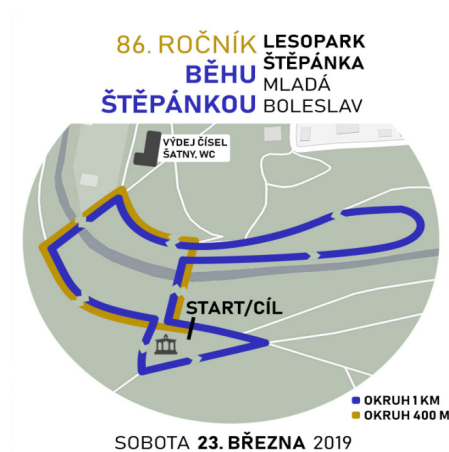 86. ROČNÍK
BĚHU
ŠTĚPÁNKOU
LESOPARK
ŠTĚPÁNKA
MLADÁ
BOLESLAV
VÝDEJ ČÍSEL
ŠATNY, WC
START/CÍL
OKRUH 1 KM
OKRUH 400 M
SOBOTA 23. BŘEZNA 2019